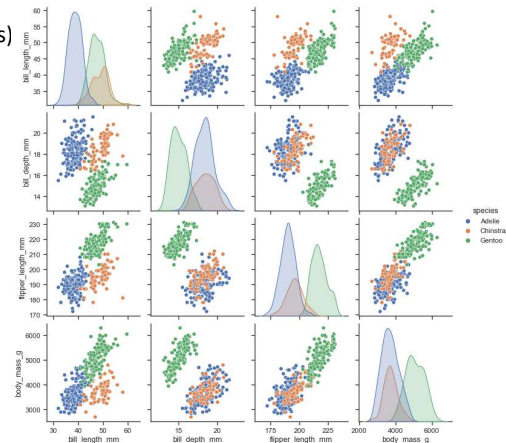 s)
bill_length_mm
60
55
50
45
40
35
bill_depth_mm
20
18
16
14
flipper_length_mm
230
220
210
200
190
180
170
body_mass_g
6000
5000
4000
3000
30 40 50 60
bill_length_mm
15 20
bill_depth_mm
175 200 225
flipper_length_mm
2000 4000 6000
body_mass_g
species
Adelie
Chinstra
Gentoo